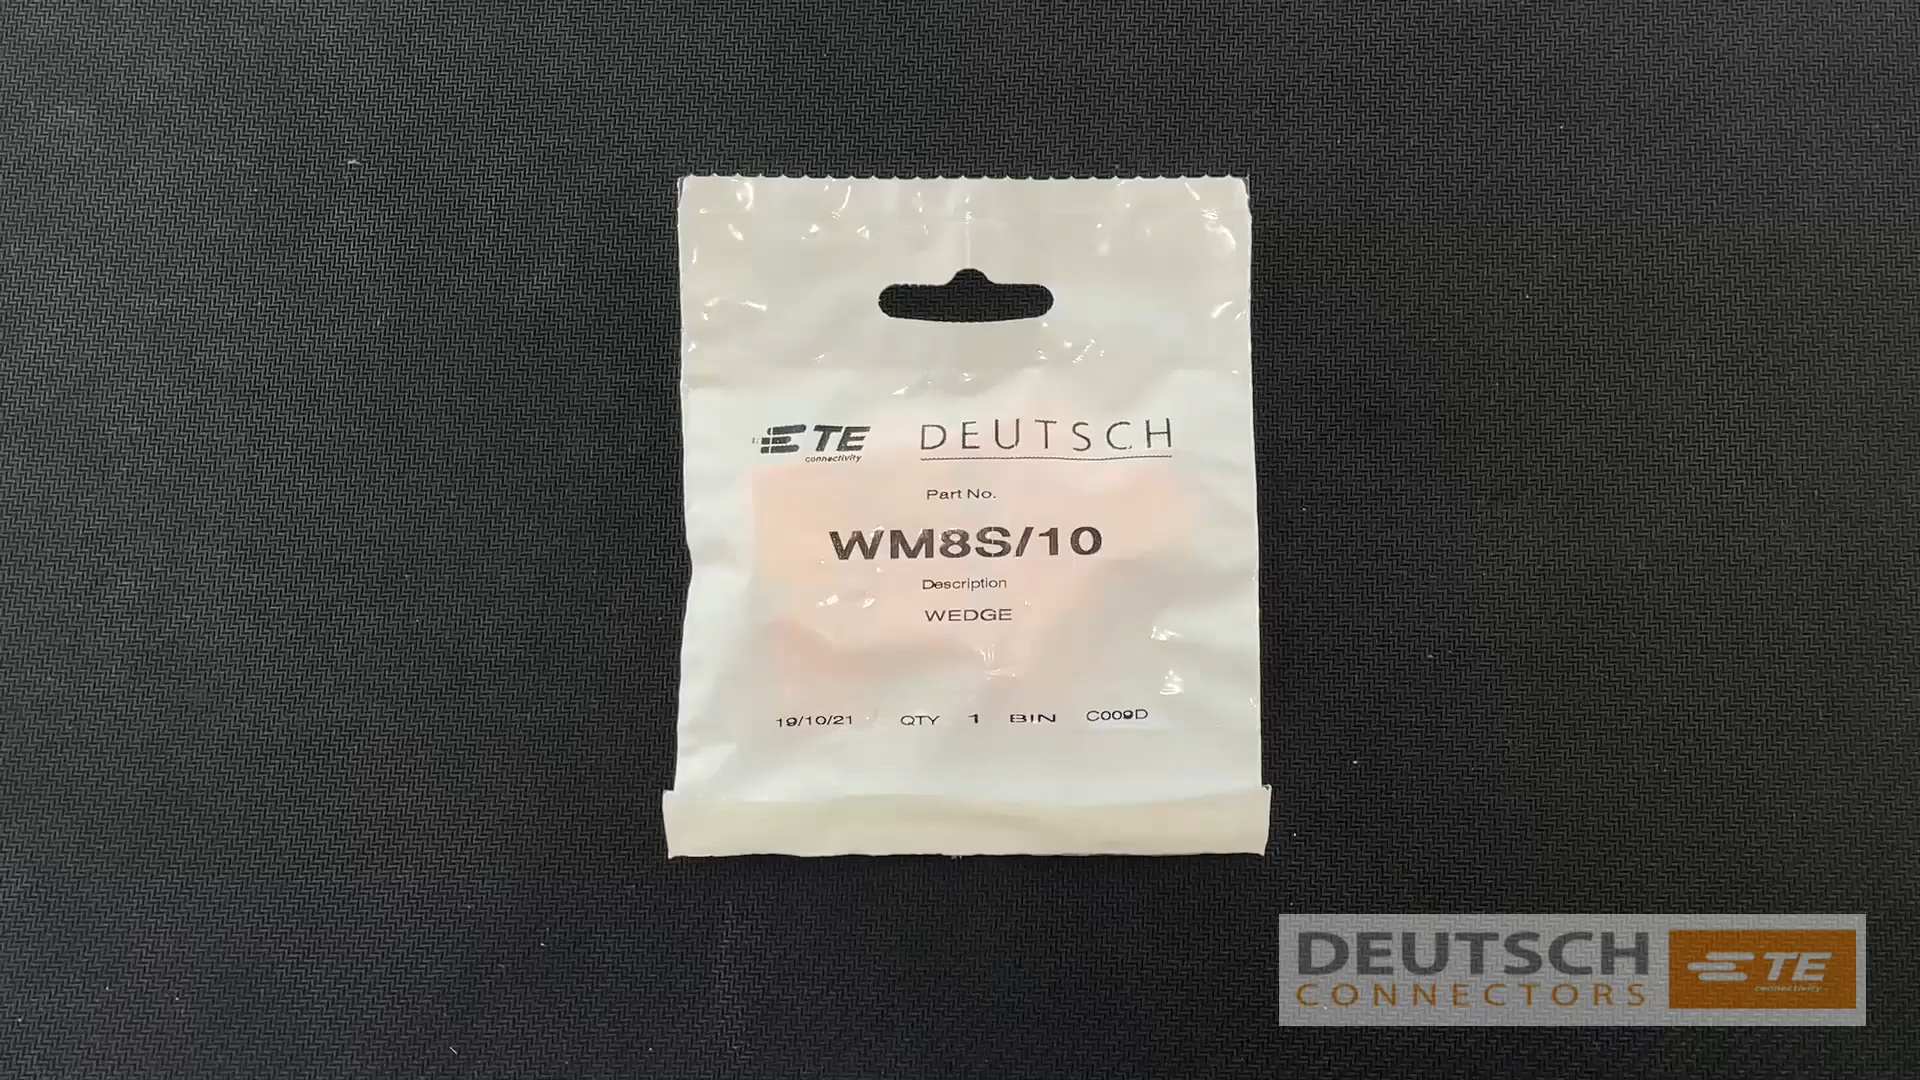 TE DEUTSCH
connectivity
Part No.
WM8S/10
Description
WEDGE
19/10/21 QTY 1 BIN C009D
DEUTSCH TE
CONNECTORS connectivity